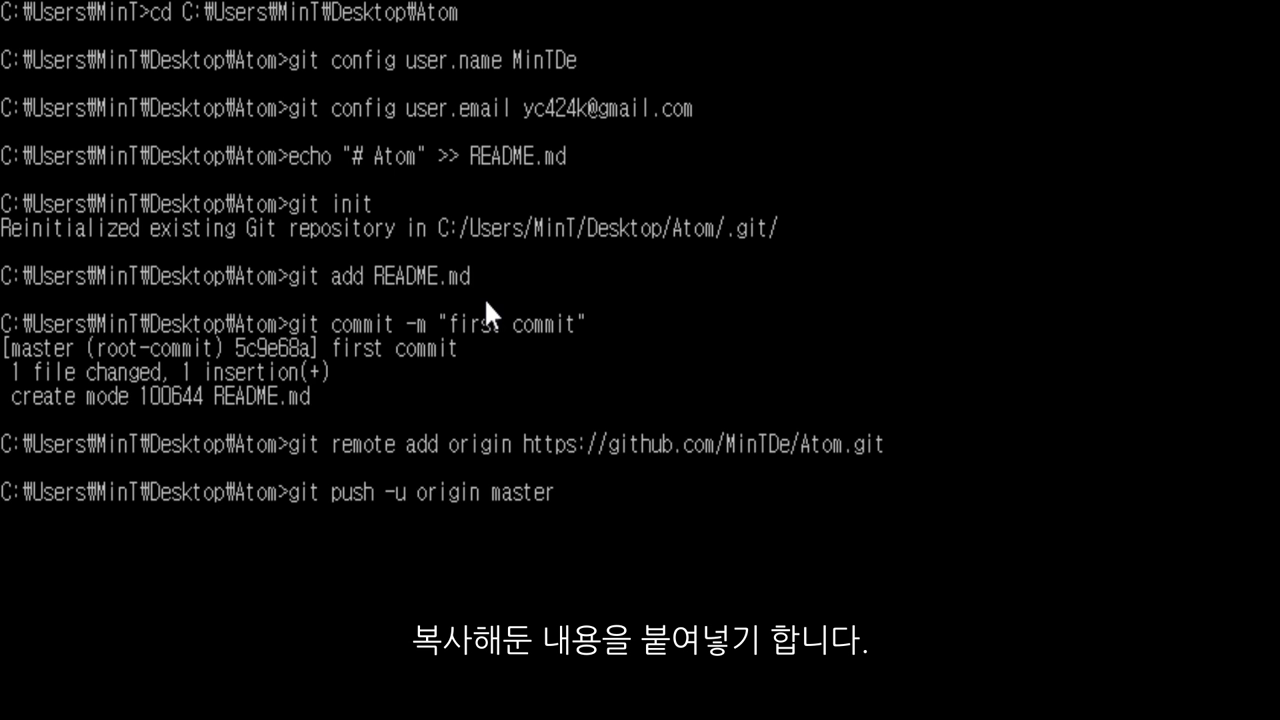 C:₩Users₩MinT>cd C:₩Users₩MinT₩Desktop₩Atom
C:₩Users₩MinT₩Desktop₩Atom>git config user.name MinTDe
C:₩Users₩MinT₩Desktop₩Atom>git config user.email yc424k@gmail.com
C:₩Users₩MinT₩Desktop₩Atom>echo "# Atom" >> README.md
C:₩Users₩MinT₩Desktop₩Atom>git init
Reinitialized existing Git repository in C:/Users/MinT/Desktop/Atom/.git/
C:₩Users₩MinT₩Desktop₩Atom>git add README.md
C:₩Users₩MinT₩Desktop₩Atom>git commit -m "first commit"
[master (root-commit) 5c9e68a] first commit
 1 file changed, 1 insertion(+)
 create mode 100644 README.md
C:₩Users₩MinT₩Desktop₩Atom>git remote add origin https://github.com/MinTDe/Atom.git
C:₩Users₩MinT₩Desktop₩Atom>git push -u origin master
복사해둔 내용을 붙여넣기 합니다.